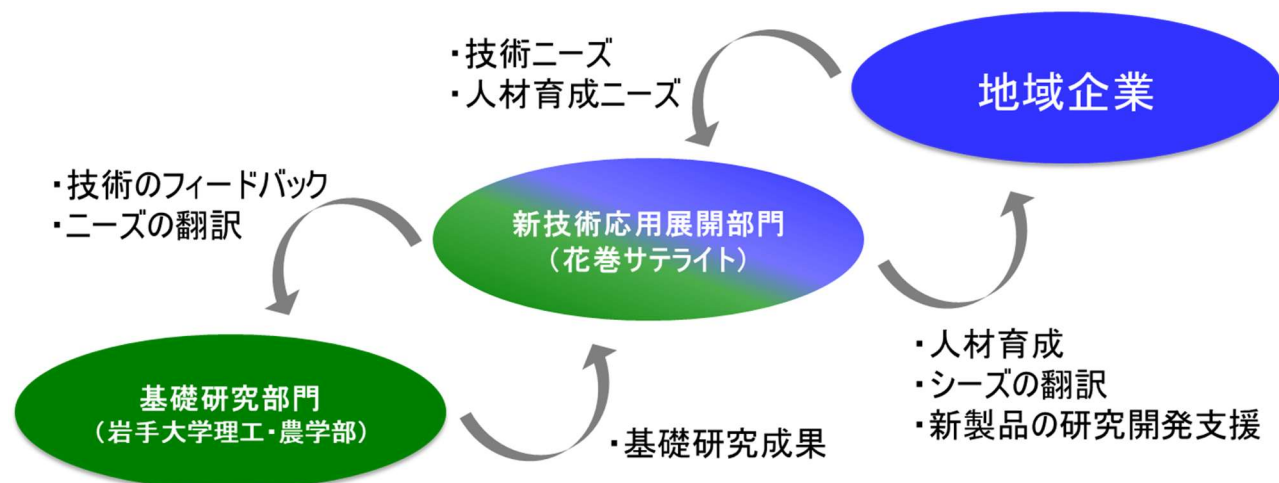 ・技術ニーズ
・人材育成ニーズ
地域企業
・技術のフィードバック
・ニーズの翻訳
新技術応用展開部門
（花巻サテライト）
・人材育成
・シーズの翻訳
・新製品の研究開発支援
基礎研究部門
（岩手大学理工・農学部）
・基礎研究成果